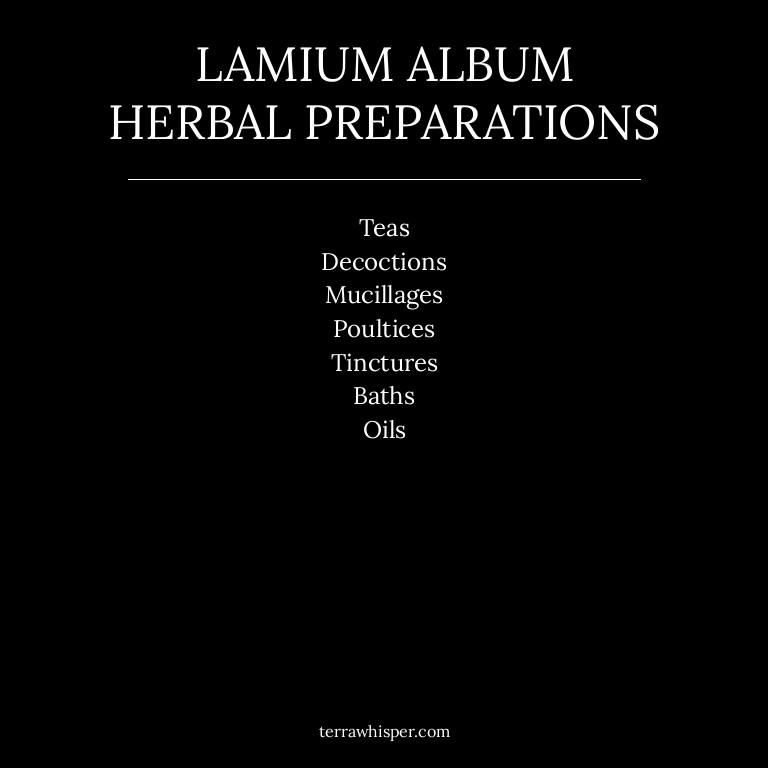 LAMIUM ALBUM
HERBAL PREPARATIONS
Teas
Decoctions
Mucillages
Poultices
Tinctures
Baths
Oils
terrawhisper.com